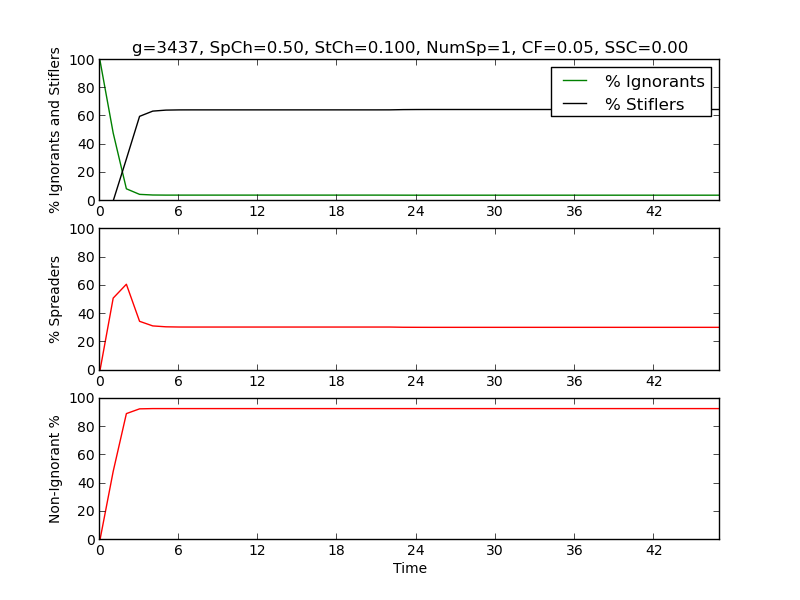 g=3437, SpCh=0.50, StCh=0.100, NumSp=1, CF=0.05, SSC=0.00
% Ignorants and Stiflers
100
80
60
40
20
0
% Ignorants
% Stiflers
0 6 12 18 24 30 36 42
% Spreaders
100
80
60
40
20
0
0 6 12 18 24 30 36 42
Non-Ignorant %
100
80
60
40
20
0
0 6 12 18 24 30 36 42
Time